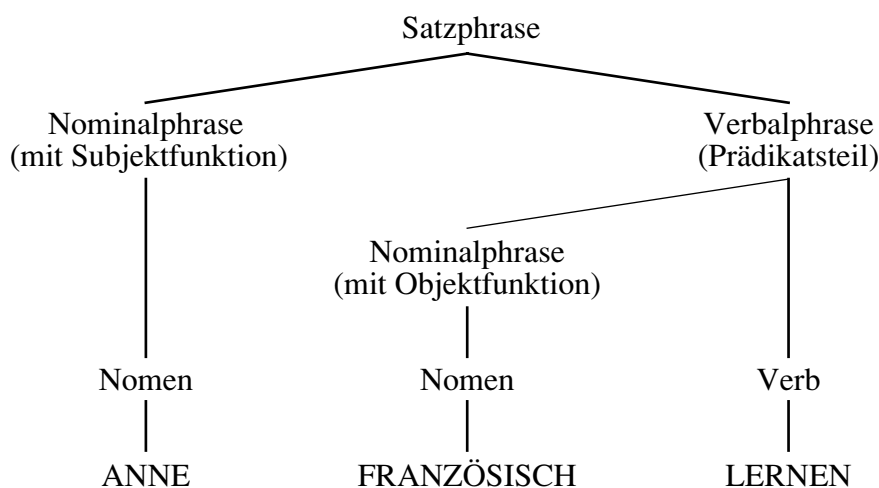 Satzphrase
Nominalphrase
(mit Subjektfunktion)
Verbalphrase
(Prädikatsteil)
Nominalphrase
(mit Objektfunktion)
Nomen
Nomen
Verb
ANNE
FRANZÖSISCH
LERNEN